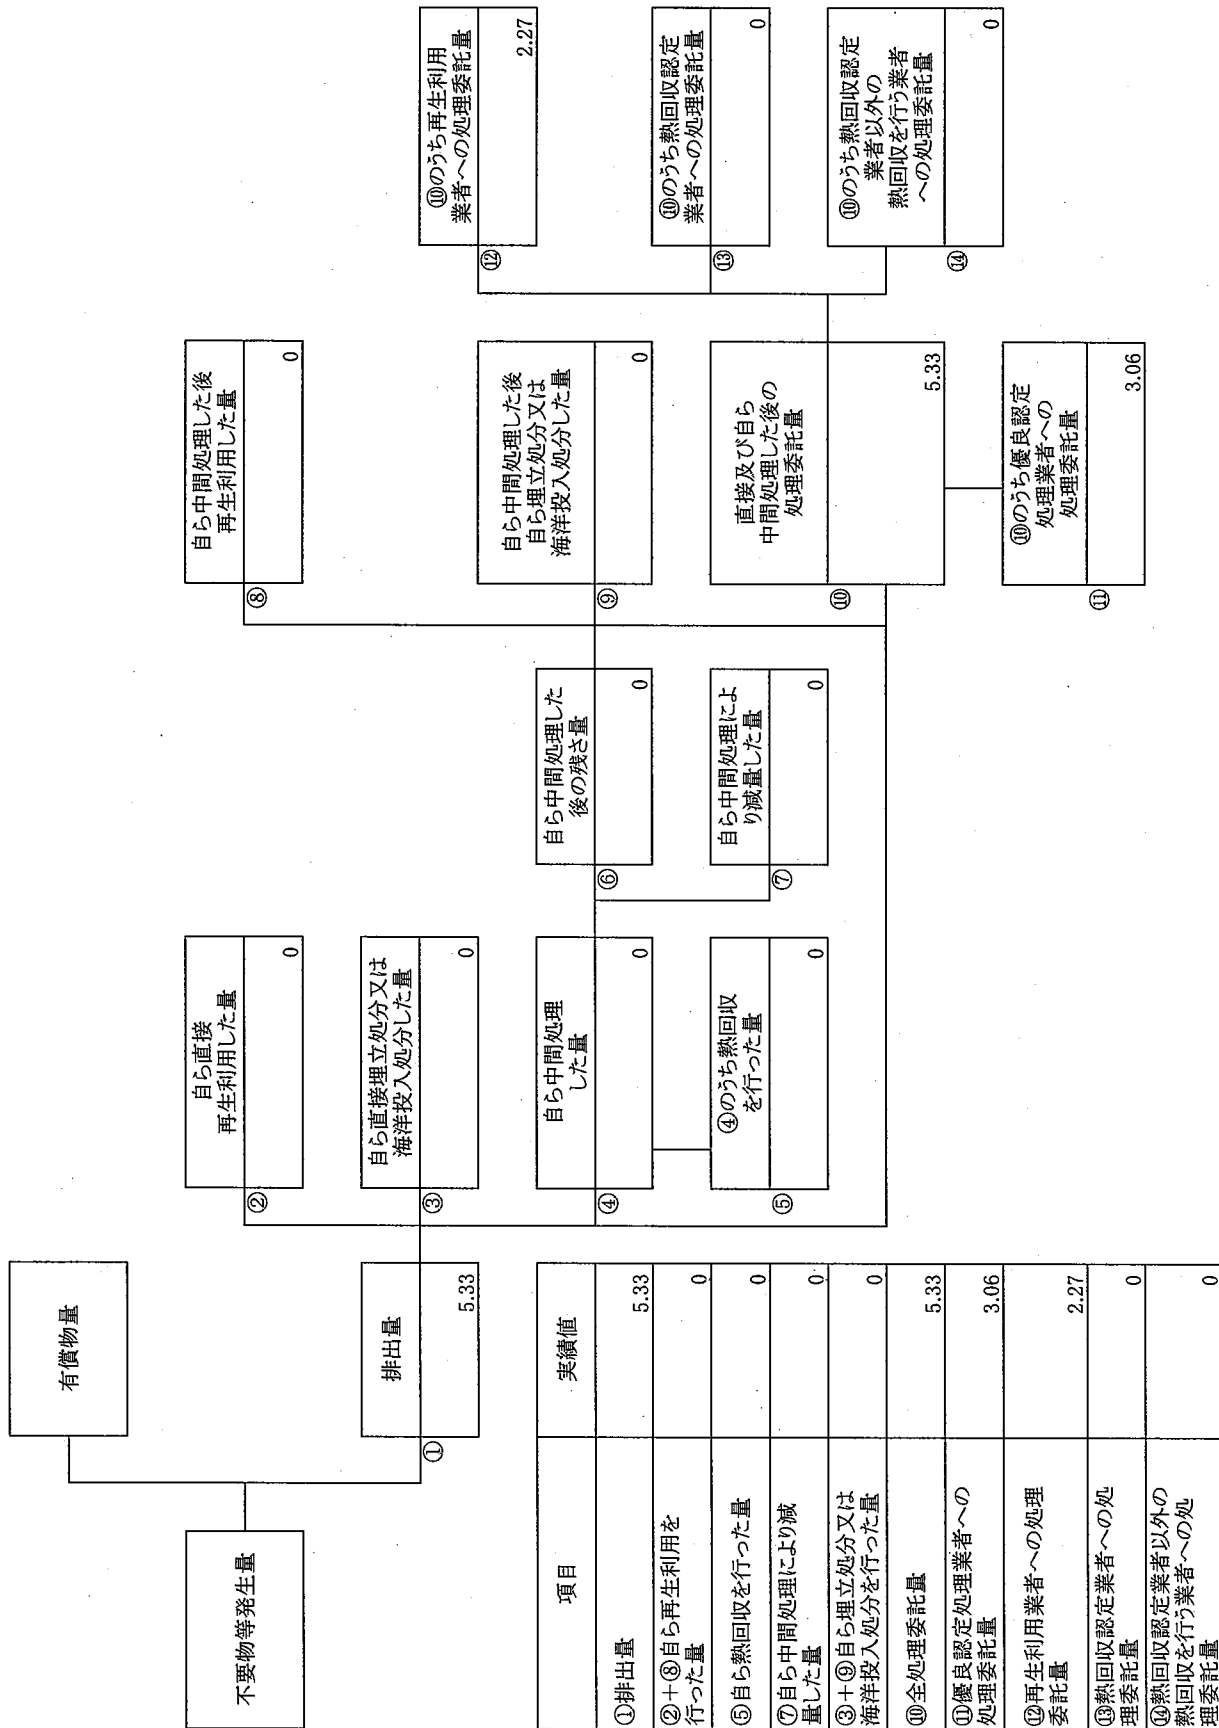 不要物等発生量
有償物量
排出量
①
5.33
自ら直接
再生利用した量
②
0
自ら直接埋立処分又は
海洋投入処分した量
③
0
自ら中間処理
した量
④
0
④のうち熱回収
を行った量
⑤
0
自ら中間処理した
後の残さ量
⑥
0
自ら中間処理によ
り減量した量
⑦
0
自ら中間処理した後
再生利用した量
⑧
0
自ら中間処理した後
自ら埋立処分又は
海洋投入処分した量
⑨
0
直接及び自ら
中間処理した後の
処理委託量
⑩
5.33
⑩のうち優良認定
処理業者への
処理委託量
⑪
3.06
⑩のうち再生利用
業者への処理委託量
⑫
2.27
⑩のうち熱回収認定
業者への処理委託量
⑬
0
⑩のうち熱回収認定
業者以外の
熱回収を行う業者
への処理委託量
⑭
0
項目
実績値
①排出量
5.33
②+⑧自ら再生利用を
行った量
0
⑤自ら熱回収を行った量
0
⑦自ら中間処理により減
量した量
0
③+⑨自ら埋立処分又は
海洋投入処分を行った量
0
⑩全処理委託量
5.33
⑪優良認定処理業者への
処理委託量
3.06
⑫再生利用業者への処理
委託量
2.27
⑬熱回収認定業者への処
理委託量
0
⑭熱回収認定業者以外の
熱回収を行う業者への処
理委託量
0